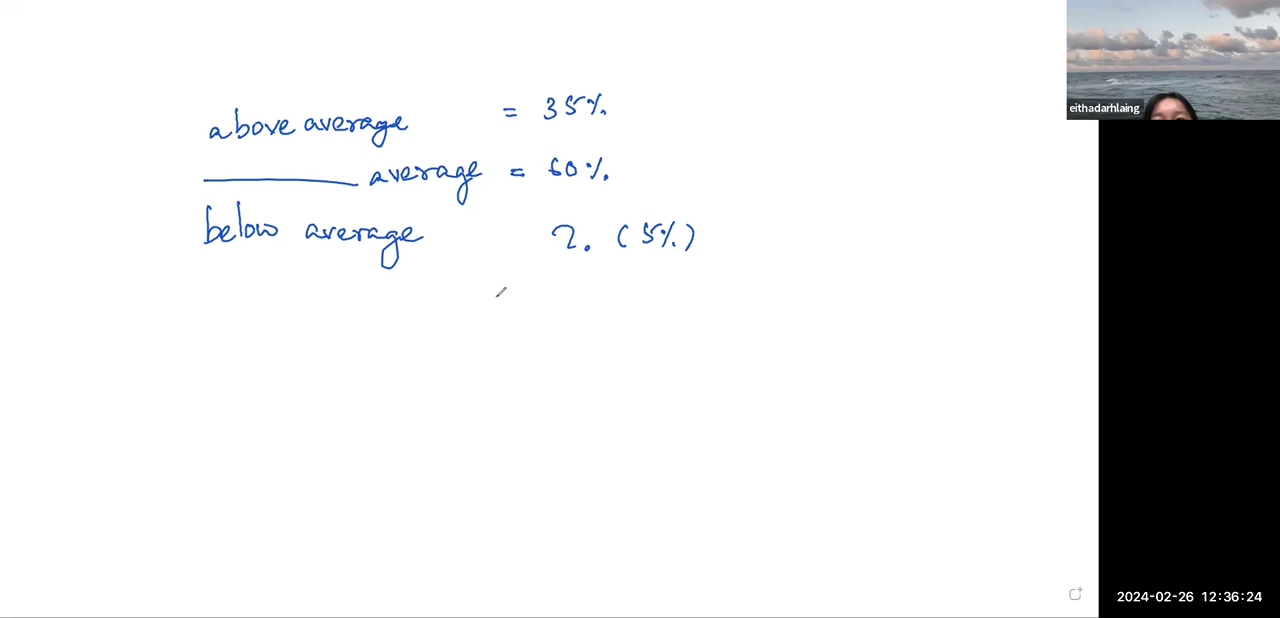 above average = 35%
_______ average = 60%
below average ?. (5%)
eithadarhlaing
2024-02-26 12:36:24